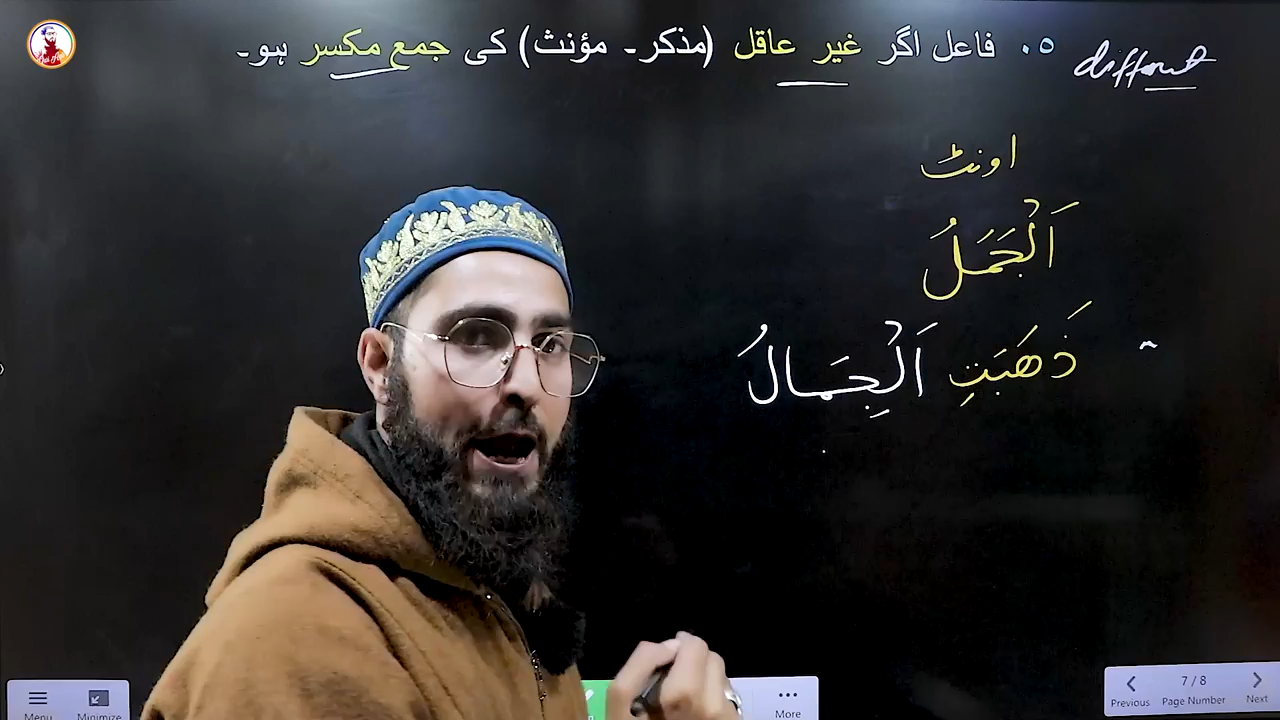 ۰۵ فاعل اگر غیر عاقل (مذکر۔ مؤنث) کی جمع مکسر ہو۔
different
اونٹ
اَلْجَمَلُ
ذَهَبَتِ اَلْجِمَالُ
Menu
Minimize
More
Previous
7 / 8
Page Number
Next